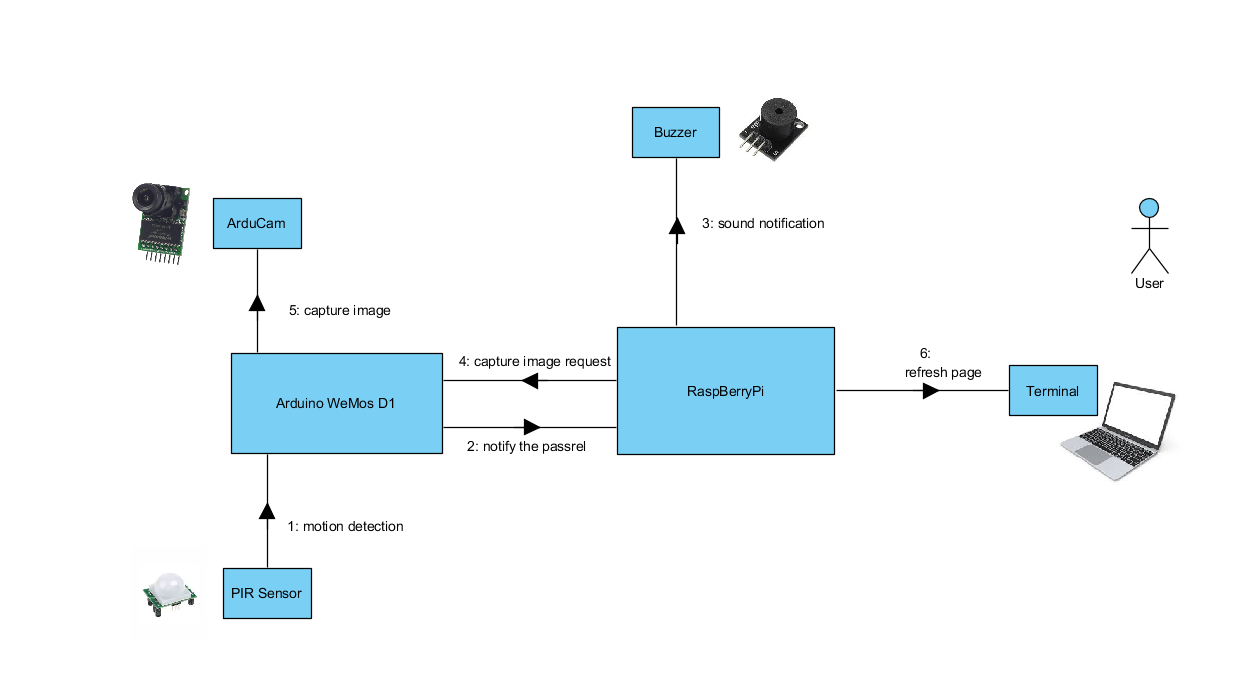 Buzzer
ArduCam
3: sound notification
User
5: capture image
4: capture image request
6:
refresh page
RaspBerryPi
Terminal
Arduino WeMos D1
2: notify the passrel
1: motion detection
PIR Sensor